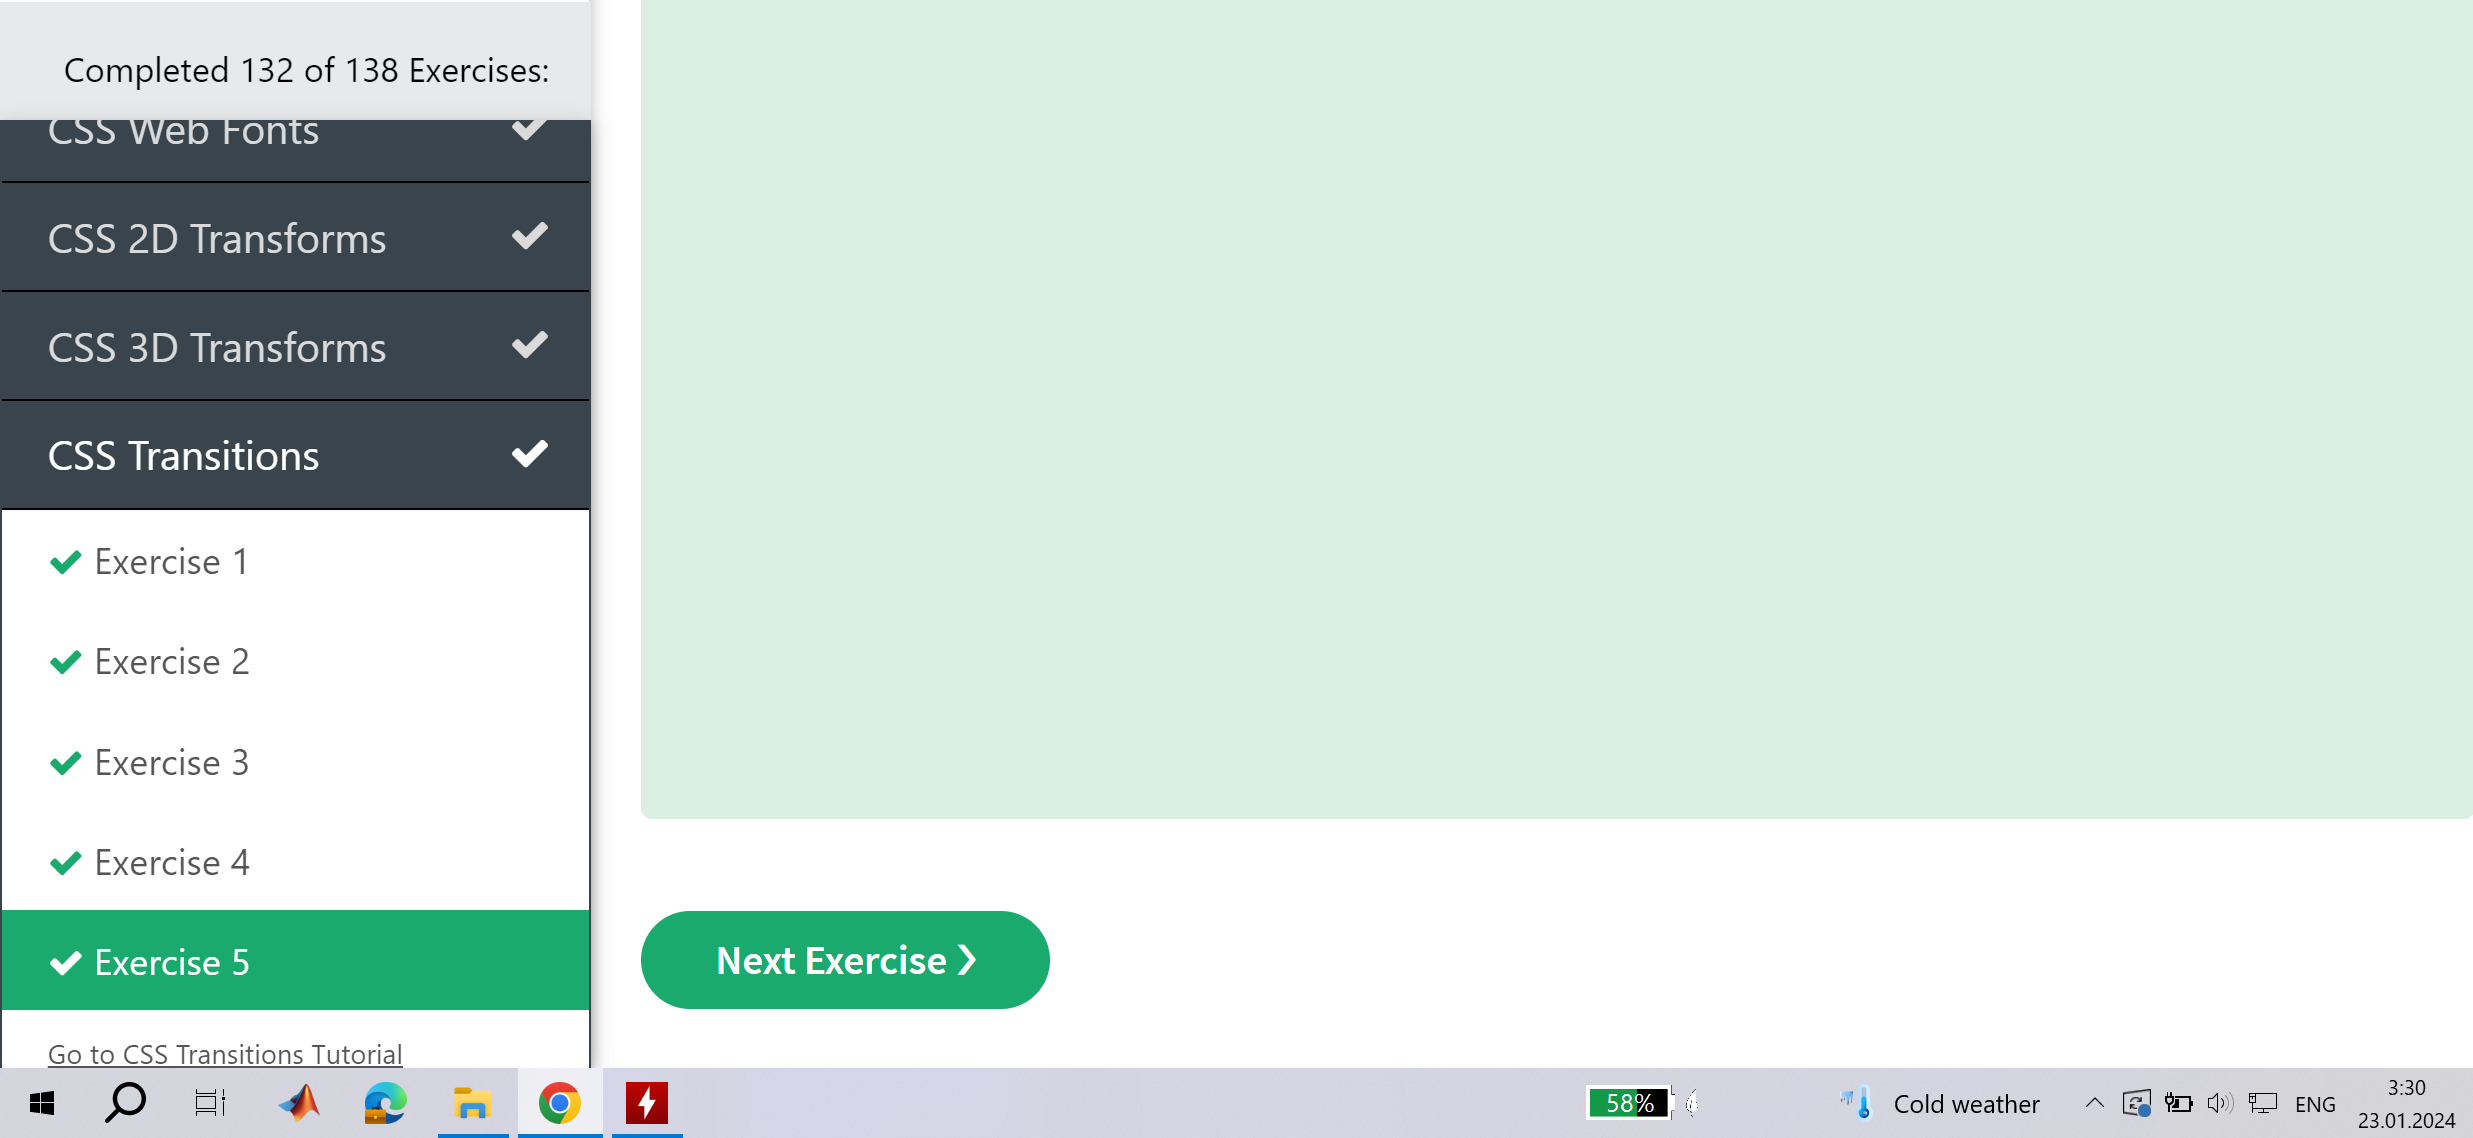 Completed 132 of 138 Exercises:
CSS Web Fonts
CSS 2D Transforms
CSS 3D Transforms
CSS Transitions
Exercise 1
Exercise 2
Exercise 3
Exercise 4
Exercise 5
Go to CSS Transitions Tutorial
Next Exercise ❯
58%
Cold weather
ENG
3:30
23.01.2024